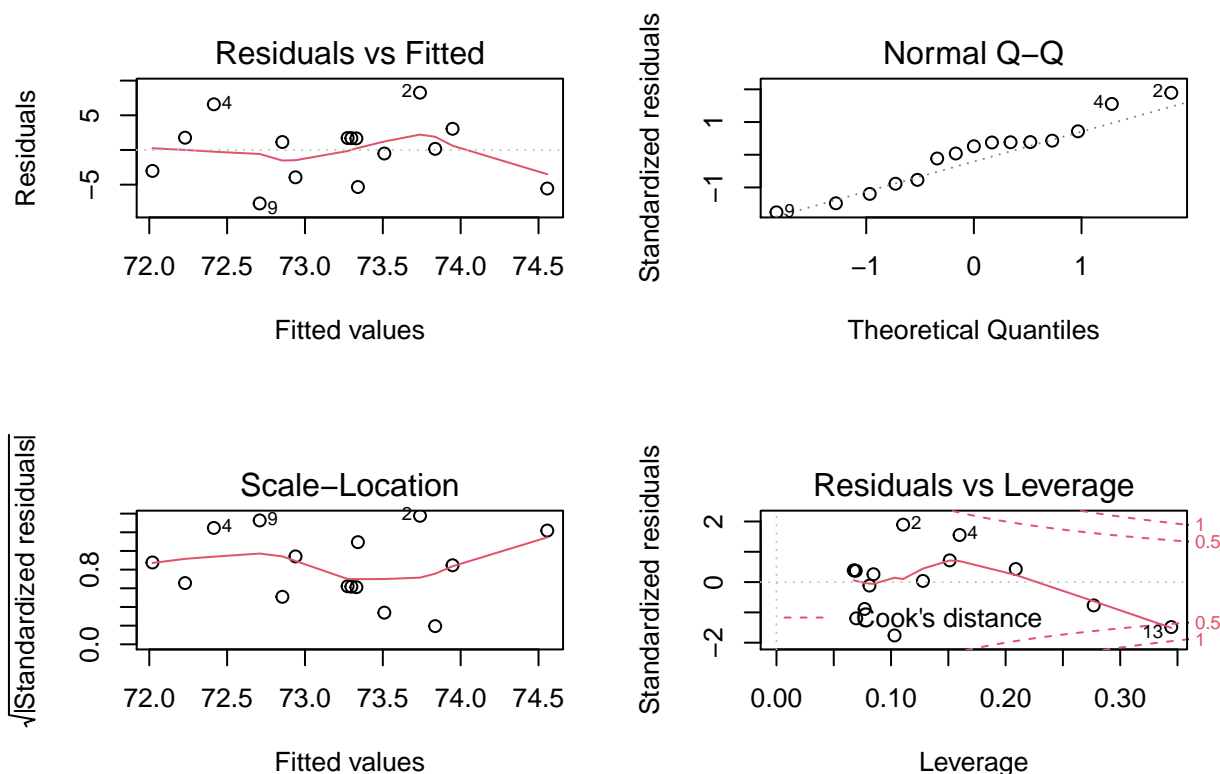 Residuals vs Fitted
Residuals
5
−5
2
4
9
72.0 72.5 73.0 73.5 74.0 74.5
Fitted values
Normal Q−Q
Standardized residuals
1
−1
2
4
9
−1 0 1
Theoretical Quantiles
Scale−Location
√|Standardized residuals|
0.8
0.0
4
9
2
72.0 72.5 73.0 73.5 74.0 74.5
Fitted values
Residuals vs Leverage
Standardized residuals
2
0
−2
2
4
1
0.5
Cook's distance
13
0.5
1
0.00 0.10 0.20 0.30
Leverage